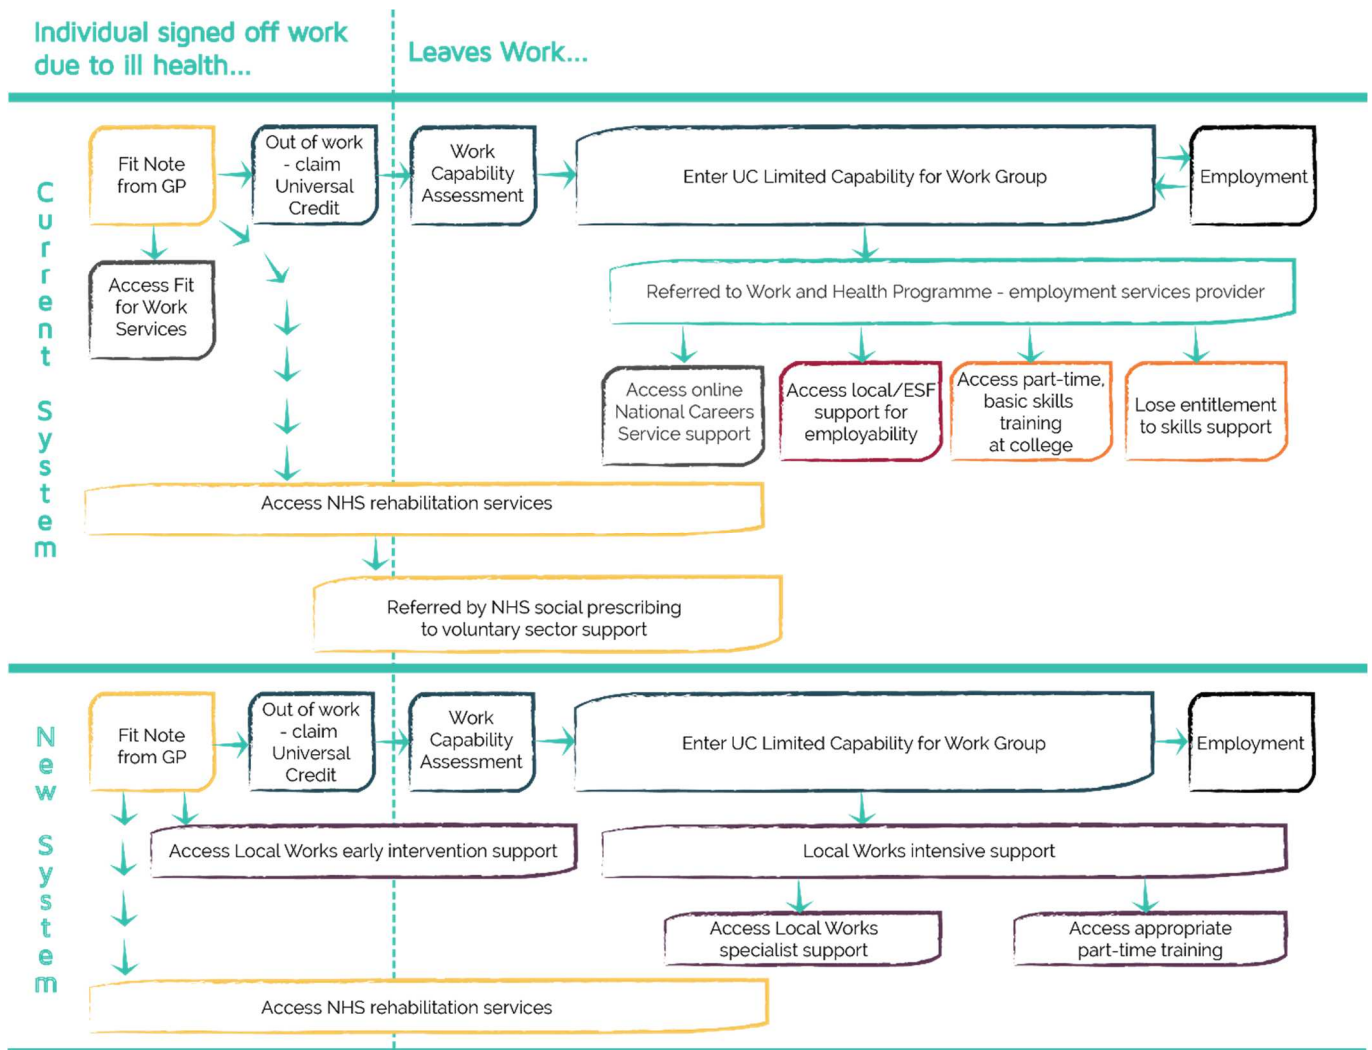 Individual signed off work
due to ill health...
Leaves Work...
Current System
Fit Note
from GP
Out of work
- claim
Universal
Credit
Work
Capability
Assessment
Enter UC Limited Capability for Work Group
Employment
Access Fit
for Work
Services
Referred to Work and Health Programme - employment services provider
Access online
National Careers
Service support
Access local/ESF
support for
employability
Access part-time,
basic skills
training
at college
Lose entitlement
to skills support
Access NHS rehabilitation services
Referred by NHS social prescribing
to voluntary sector support
New System
Fit Note
from GP
Out of work
- claim
Universal
Credit
Work
Capability
Assessment
Enter UC Limited Capability for Work Group
Employment
Access Local Works early intervention support
Local Works intensive support
Access Local Works
specialist support
Access appropriate
part-time training
Access NHS rehabilitation services